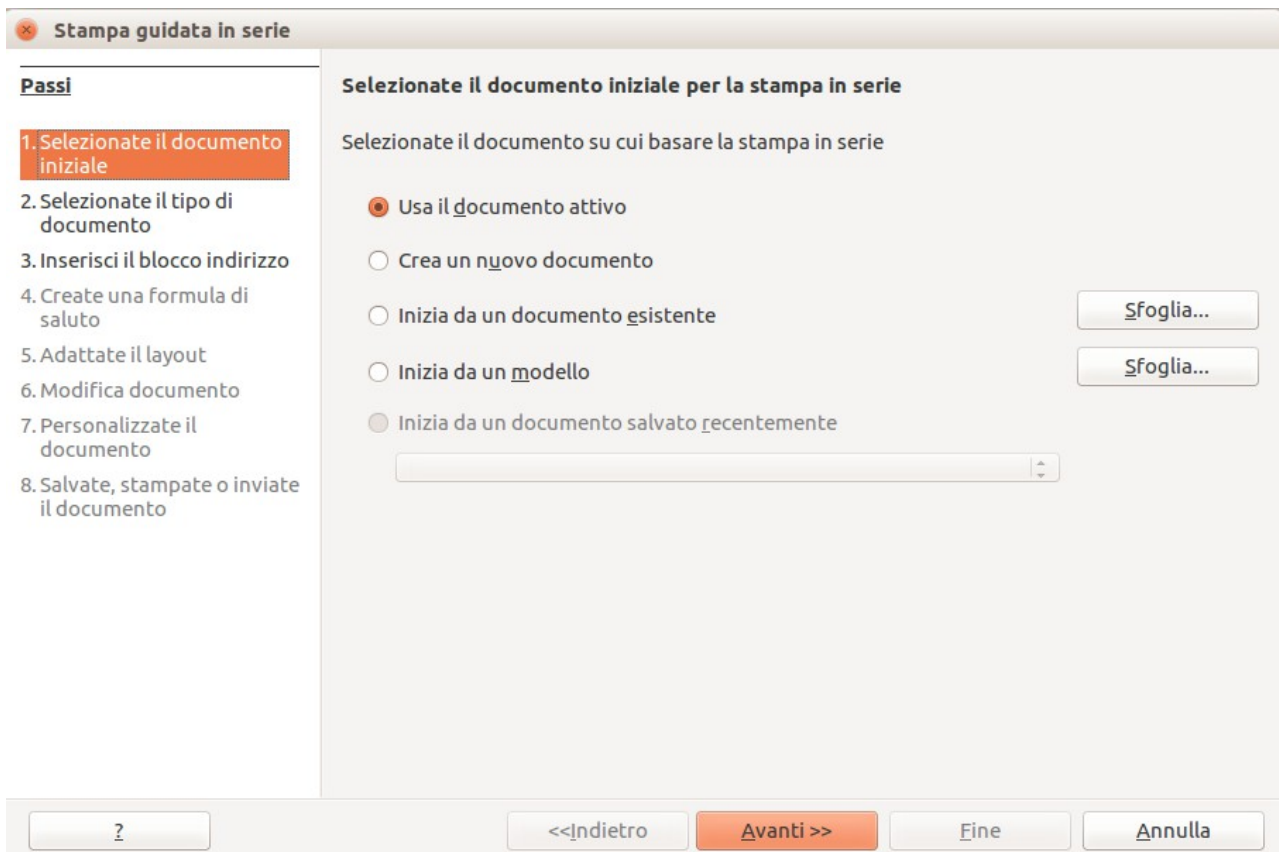 Stampa guidata in serie
Passi
1. Selezionate il documento
iniziale
2. Selezionate il tipo di
documento
3. Inserisci il blocco indirizzo
4. Create una formula di
saluto
5. Adattate il layout
6. Modifica documento
7. Personalizzate il
documento
8. Salvate, stampate o inviate
il documento
Selezionate il documento iniziale per la stampa in serie
Selezionate il documento su cui basare la stampa in serie
Usa il documento attivo
Crea un nuovo documento
Inizia da un documento esistente
Sfoglia...
Inizia da un modello
Sfoglia...
Inizia da un documento salvato recentemente
?
<<Indietro
Avanti >>
Fine
Annulla